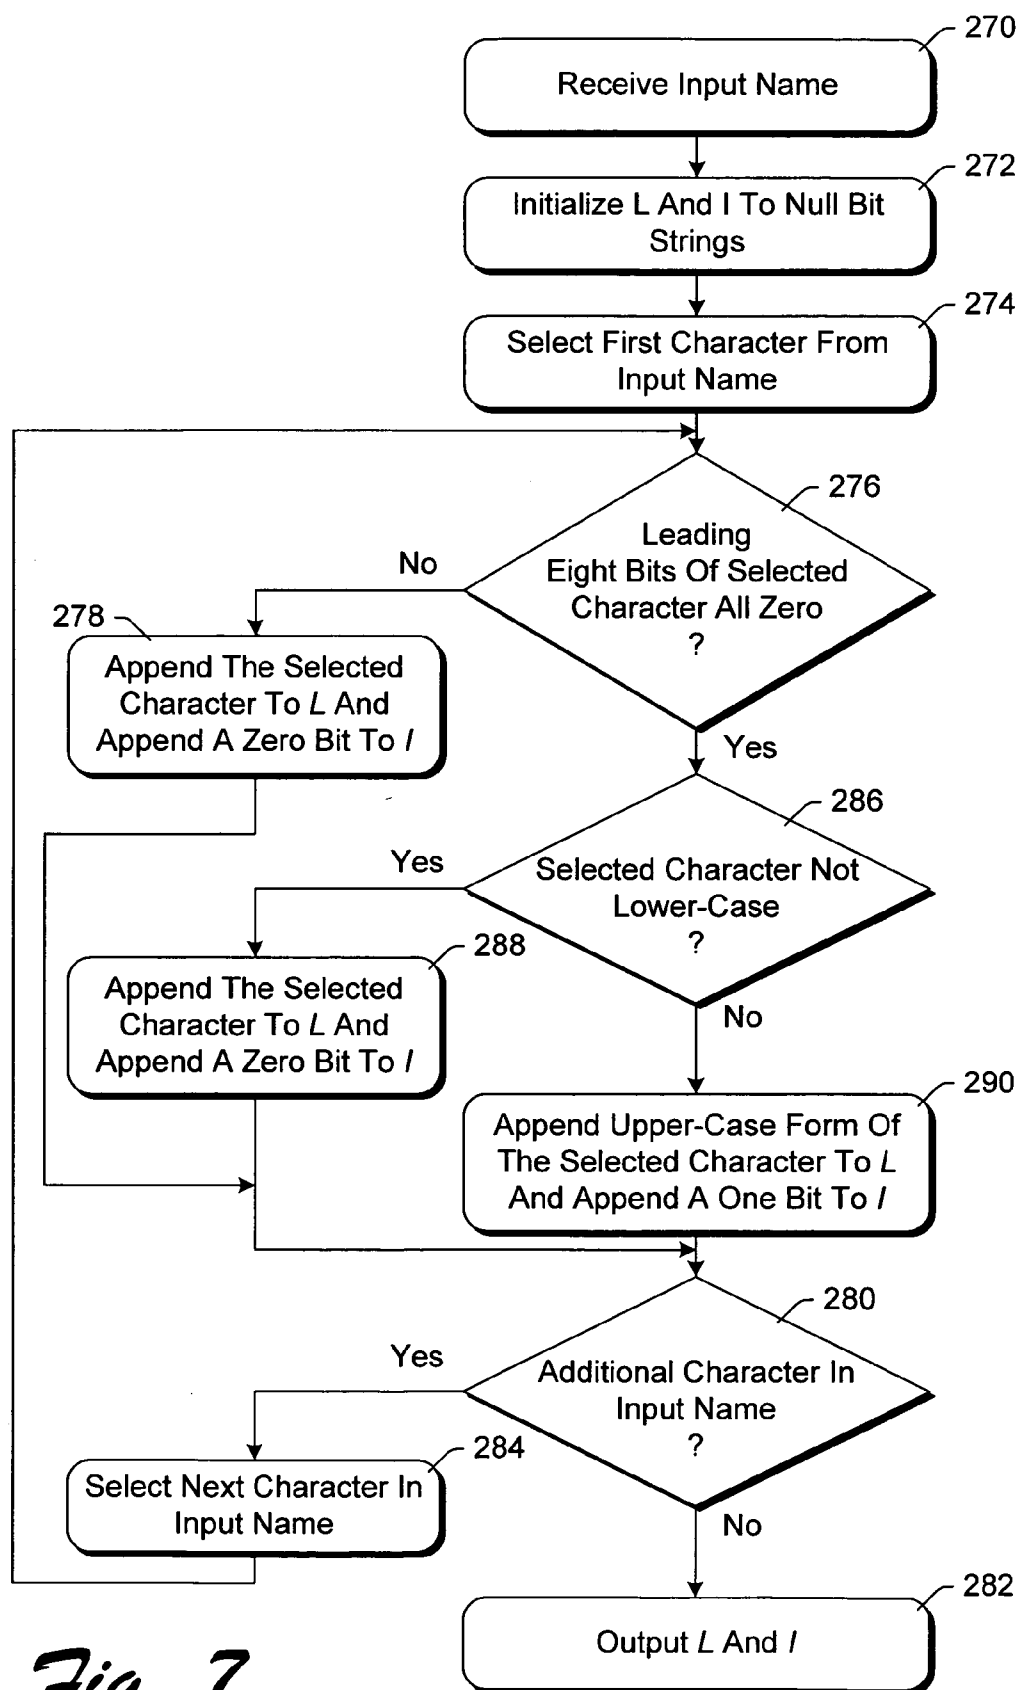 270
Receive Input Name
272
Initialize L And I To Null Bit
Strings
274
Select First Character From
Input Name
276
Leading
Eight Bits Of Selected
Character All Zero
?
No
Yes
278
Append The Selected
Character To L And
Append A Zero Bit To I
286
Selected Character Not
Lower-Case
?
Yes
No
288
Append The Selected
Character To L And
Append A Zero Bit To I
290
Append Upper-Case Form Of
The Selected Character To L
And Append A One Bit To I
280
Additional Character In
Input Name
?
Yes
No
284
Select Next Character In
Input Name
282
Output L And I
Fig. 7